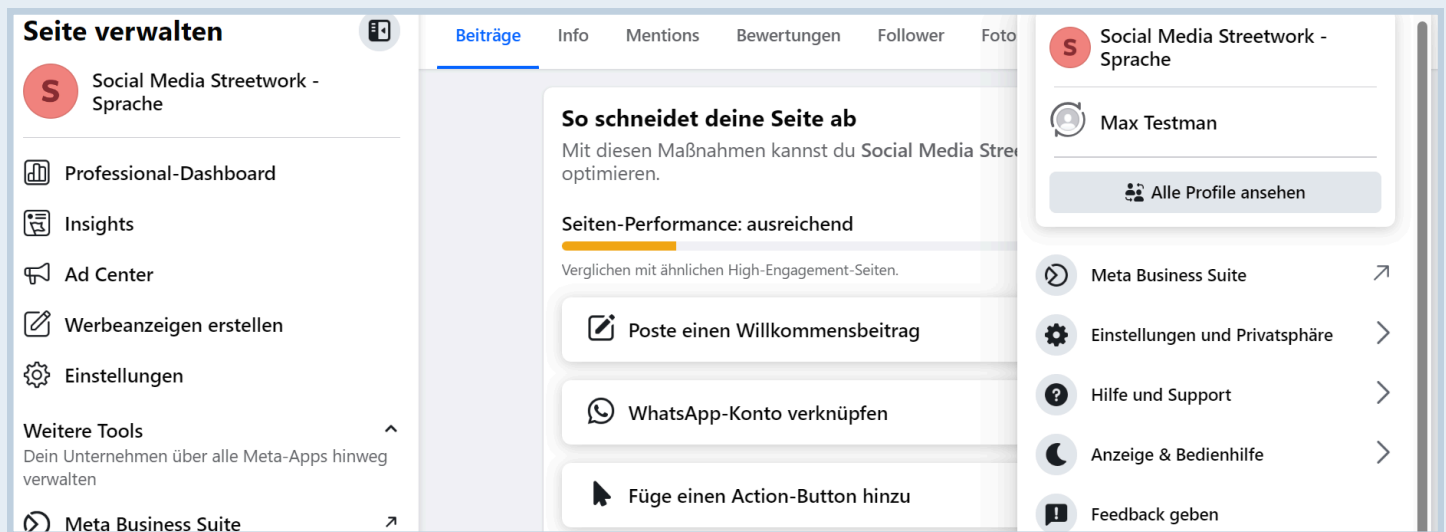 Seite verwalten
Social Media Streetwork -
Sprache
Professional-Dashboard
Insights
Ad Center
Werbeanzeigen erstellen
Einstellungen
Weitere Tools
Dein Unternehmen über alle Meta-Apps hinweg
verwalten
Meta Business Suite
Beiträge Info Mentions Bewertungen Follower Foto
So schneidet deine Seite ab
Mit diesen Maßnahmen kannst du Social Media Stre
optimieren.
Seiten-Performance: ausreichend
Verglichen mit ähnlichen High-Engagement-Seiten.
Poste einen Willkommensbeitrag
WhatsApp-Konto verknüpfen
Füge einen Action-Button hinzu
Social Media Streetwork -
Sprache
Max Testman
Alle Profile ansehen
Meta Business Suite
Einstellungen und Privatsphäre
Hilfe und Support
Anzeige & Bedienhilfe
Feedback geben